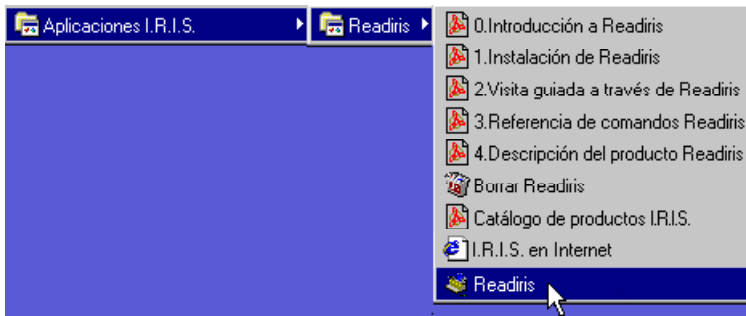 Aplicaciones I.R.I.S.
Readiris
0.Introducción a Readiris
1.Instalación de Readiris
2.Visita guiada a través de Readiris
3.Referencia de comandos Readiris
4.Descripción del producto Readiris
Borrar Readiris
Catálogo de productos I.R.I.S.
I.R.I.S. en Internet
Readiris